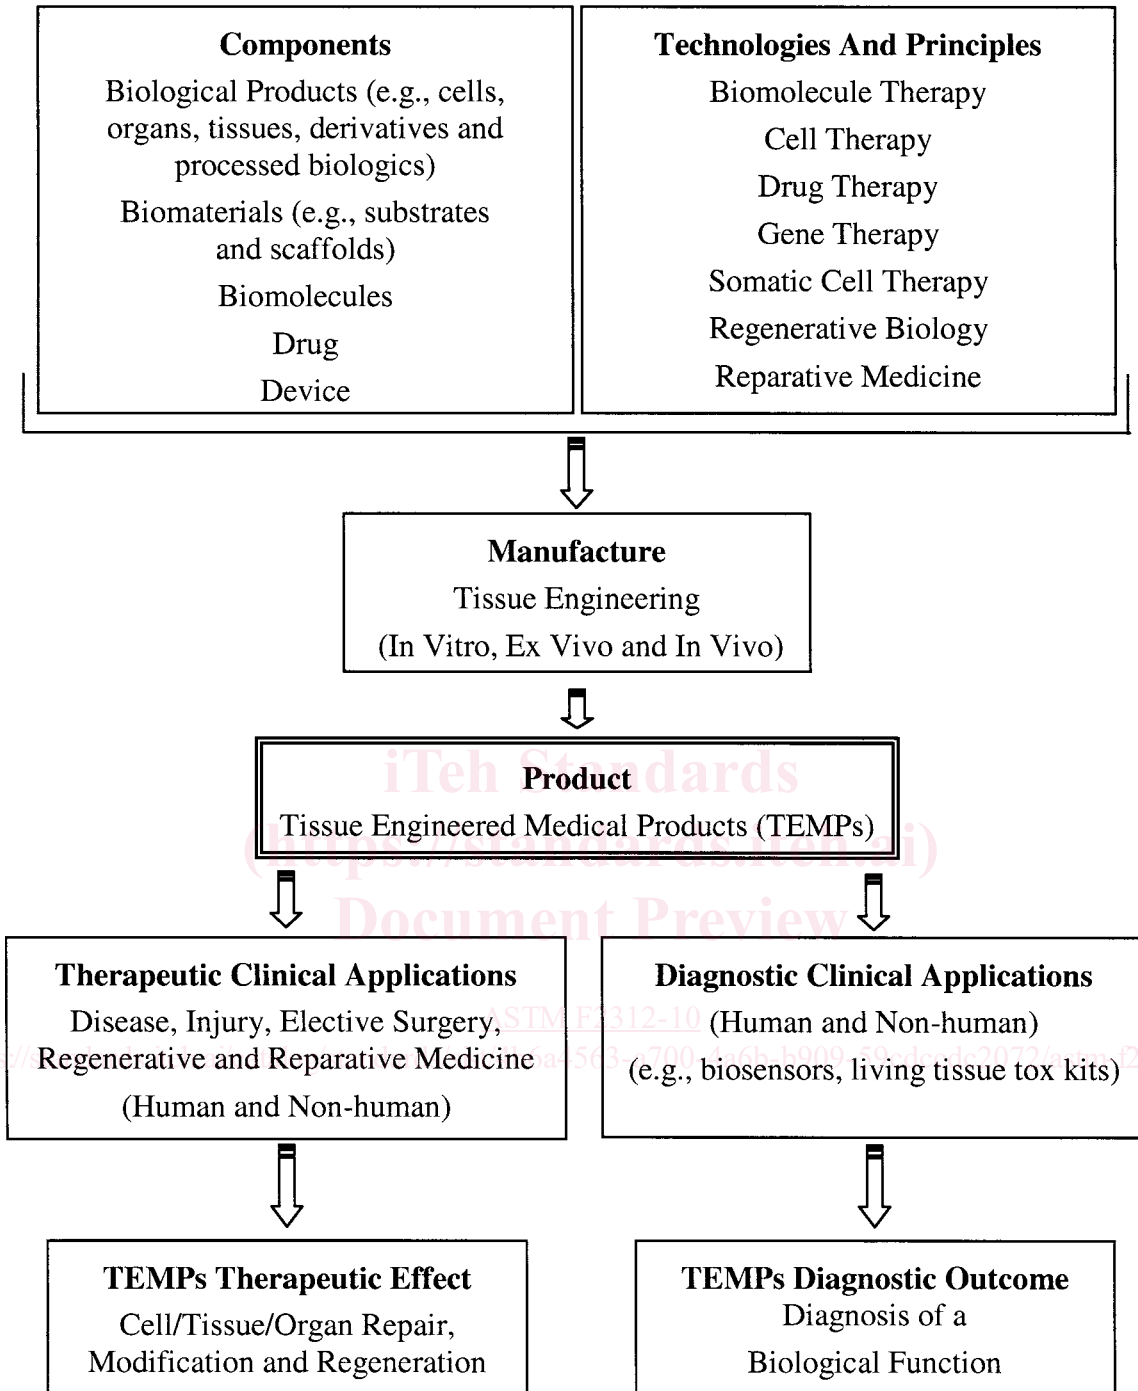 Components
Biological Products (e.g., cells,
organs, tissues, derivatives and
processed biologics)
Biomaterials (e.g., substrates
and scaffolds)
Biomolecules
Drug
Device
Technologies And Principles
Biomolecule Therapy
Cell Therapy
Drug Therapy
Gene Therapy
Somatic Cell Therapy
Regenerative Biology
Reparative Medicine
Manufacture
Tissue Engineering
(In Vitro, Ex Vivo and In Vivo)
iTeh Standards
Product
Tissue Engineered Medical Products (TEMPs)
(https://standards.iteh.ai)
Document Preview
Therapeutic Clinical Applications
Disease, Injury, Elective Surgery,
Regenerative and Reparative Medicine
(Human and Non-human)
ASTM F2312-10
Diagnostic Clinical Applications
(Human and Non-human)
(e.g., biosensors, living tissue tox kits)
TEMPs Therapeutic Effect
Cell/Tissue/Organ Repair,
Modification and Regeneration
TEMPs Diagnostic Outcome
Diagnosis of a
Biological Function